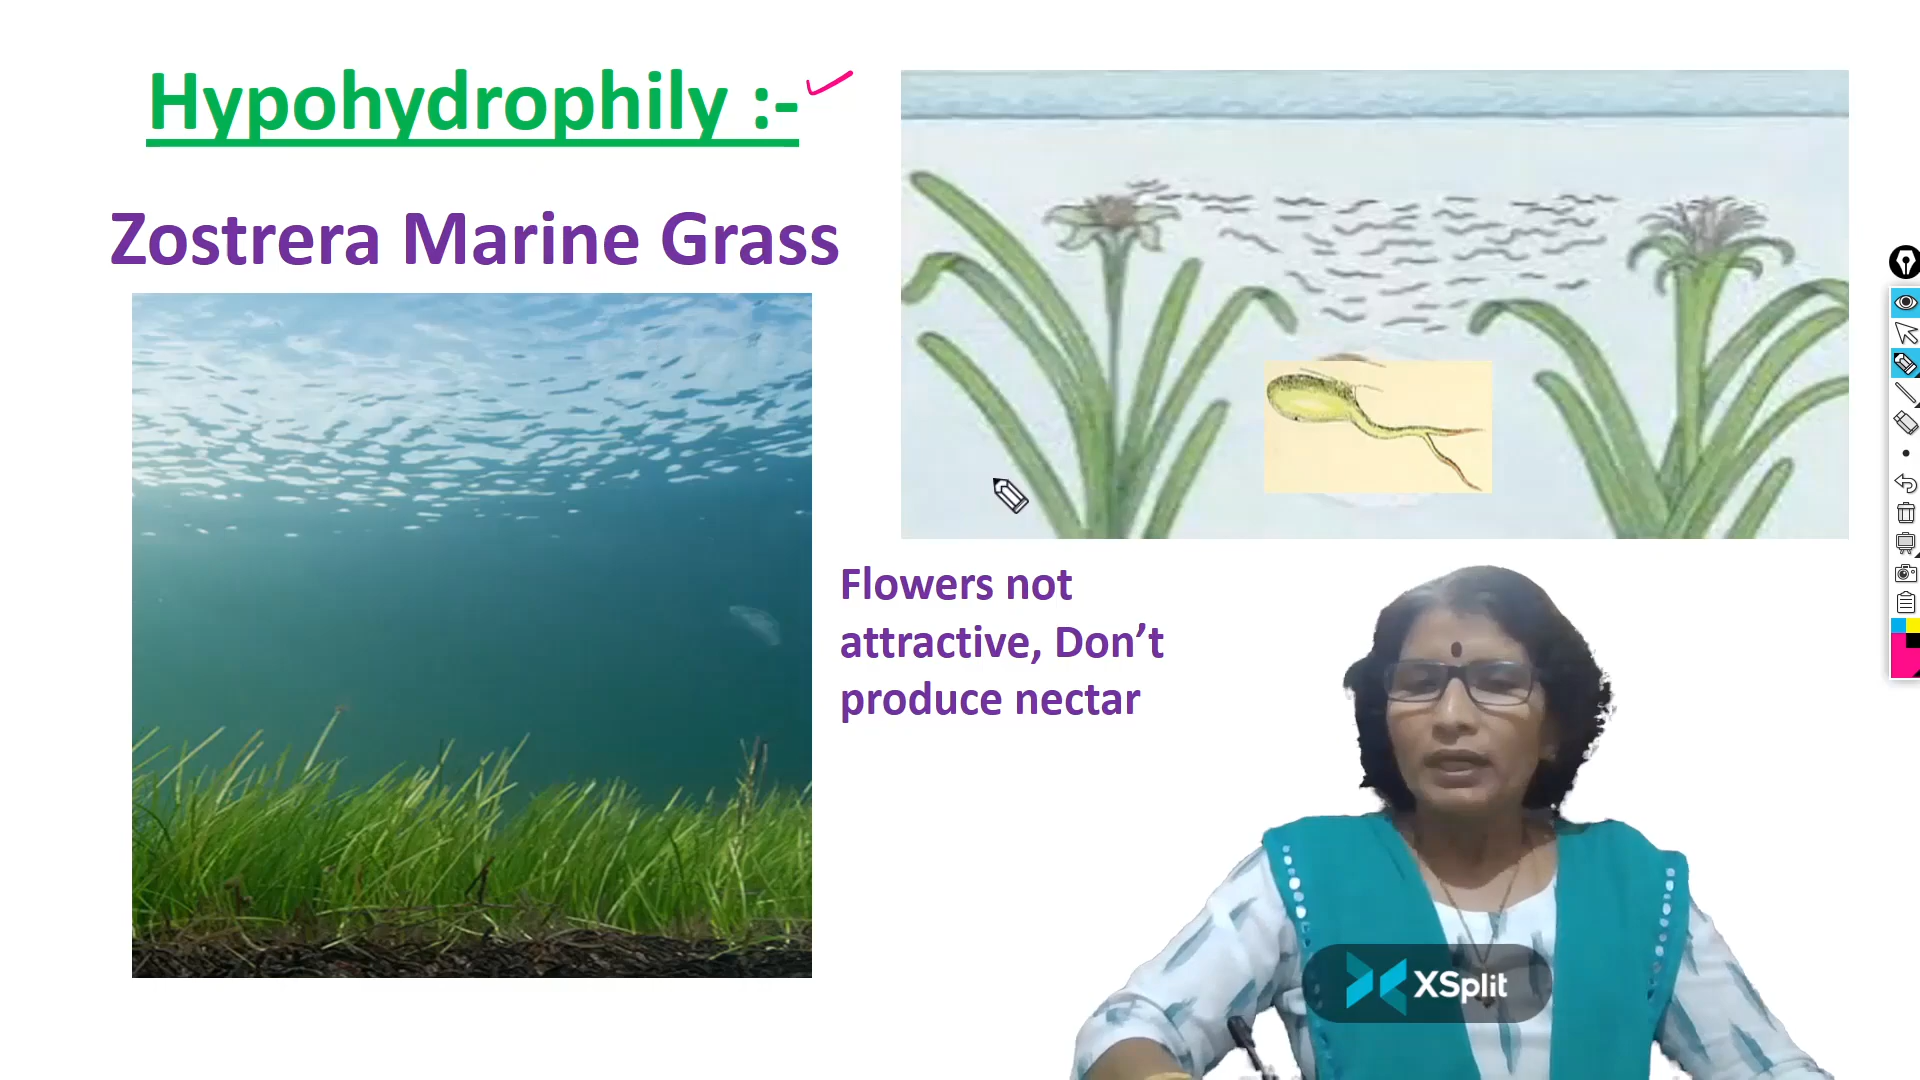 Hypohydrophily :-
Zostrera Marine Grass
Flowers not
attractive, Don’t
produce nectar
XSplit